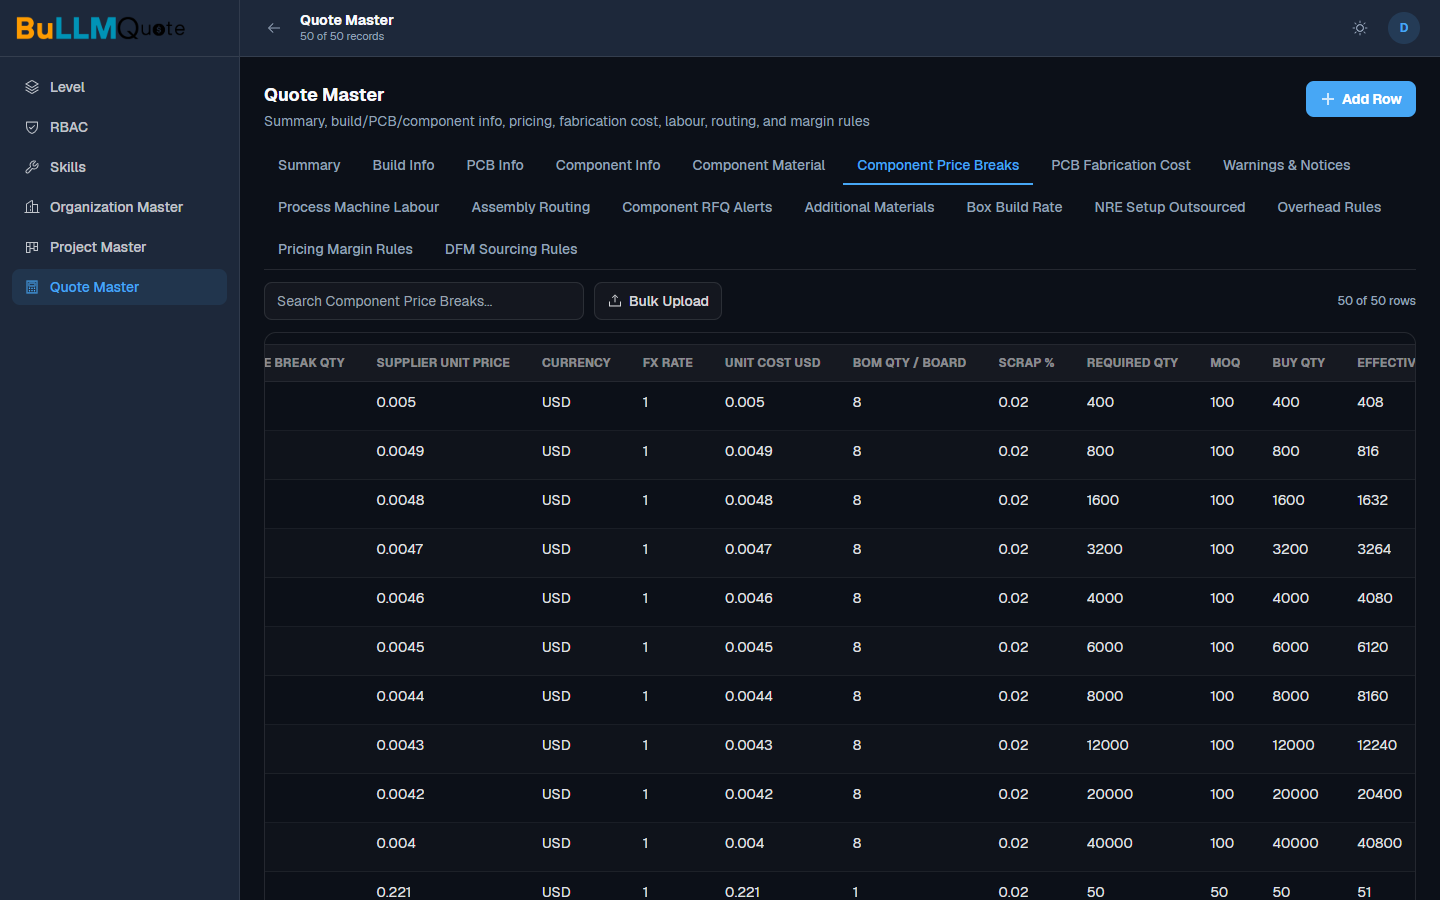 BuLLMQuote
Quote Master
50 of 50 records
D
Level
RBAC
Skills
Organization Master
Project Master
Quote Master
Quote Master
Summary, build/PCB/component info, pricing, fabrication cost, labour, routing, and margin rules
Add Row
Summary Build Info PCB Info Component Info Component Material Component Price Breaks PCB Fabrication Cost Warnings & Notices
Process Machine Labour Assembly Routing Component RFQ Alerts Additional Materials Box Build Rate NRE Setup Outsourced Overhead Rules
Pricing Margin Rules DFM Sourcing Rules
Search Component Price Breaks...
Bulk Upload
50 of 50 rows
E BREAK QTY SUPPLIER UNIT PRICE CURRENCY FX RATE UNIT COST USD BOM QTY / BOARD SCRAP % REQUIRED QTY MOQ BUY QTY EFFECTIV
0.005 USD 1 0.005 8 0.02 400 100 400 408
0.0049 USD 1 0.0049 8 0.02 800 100 800 816
0.0048 USD 1 0.0048 8 0.02 1600 100 1600 1632
0.0047 USD 1 0.0047 8 0.02 3200 100 3200 3264
0.0046 USD 1 0.0046 8 0.02 4000 100 4000 4080
0.0045 USD 1 0.0045 8 0.02 6000 100 6000 6120
0.0044 USD 1 0.0044 8 0.02 8000 100 8000 8160
0.0043 USD 1 0.0043 8 0.02 12000 100 12000 12240
0.0042 USD 1 0.0042 8 0.02 20000 100 20000 20400
0.004 USD 1 0.004 8 0.02 40000 100 40000 40800
0.221 USD 1 0.221 1 0.02 50 50 50 51